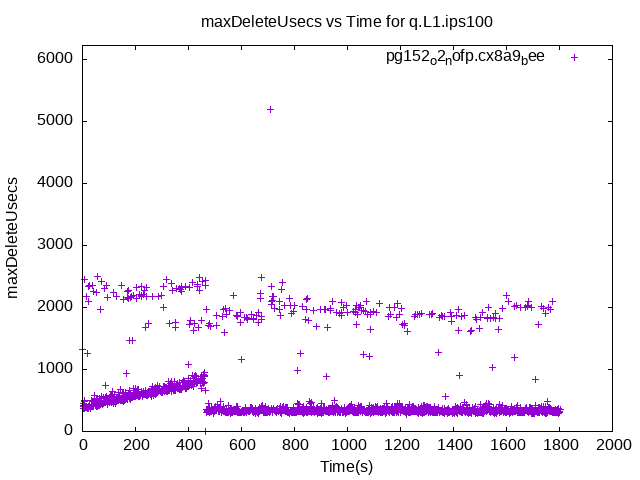 maxDeleteUsecs vs Time for q.L1.ips100
pg152_o2_nofp.cx8a9_bee
6000
5000
4000
3000
2000
1000
0
maxDeleteUsecs
0 200 400 600 800 1000 1200 1400 1600 1800 2000
Time(s)